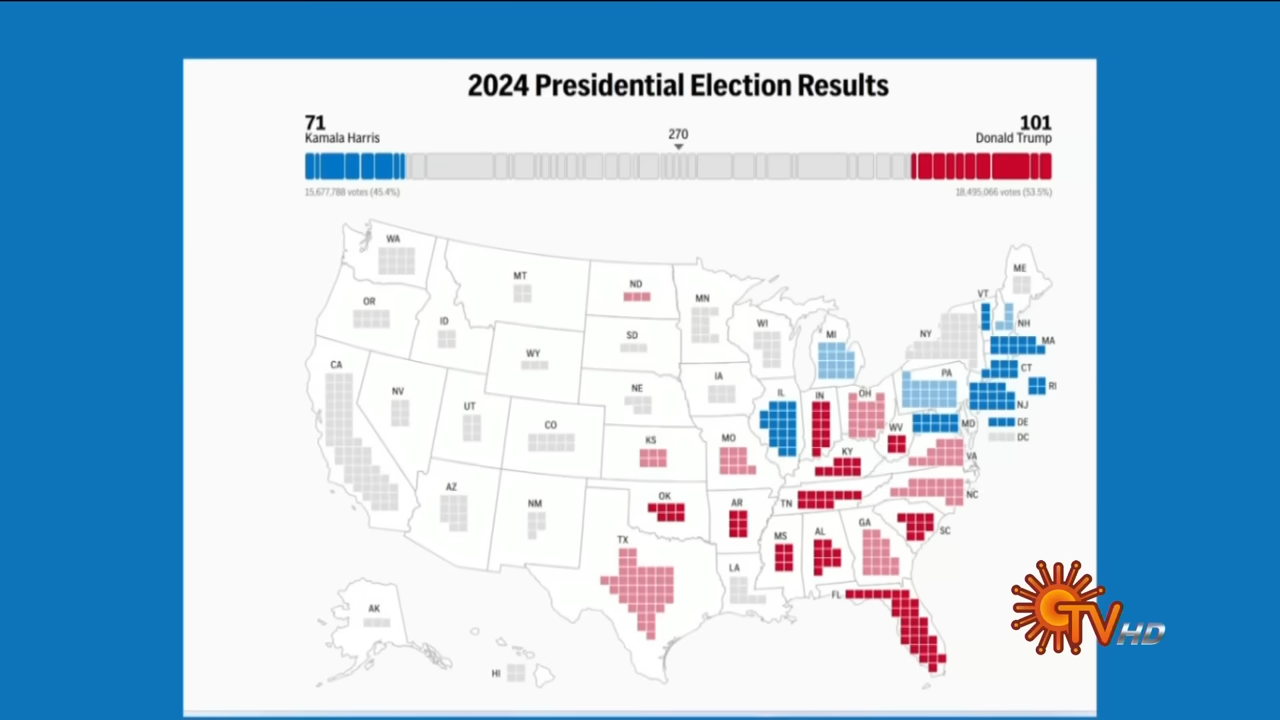 2024 Presidential Election Results
71
101
Kamala Harris
270
Donald Trump
15,677,788 votes (45.4%)
18,495,066 votes (53.5%)
WA
ME
MT
ND
VT
MN
OR
ID
WI
NH
SD
MI
NY
MA
WY
CA
CT
PA
IA
RI
NV
NE
IL
IN
OH
UT
NJ
CO
MD
DE
WV
DC
KS
MO
KY
VA
AZ
NM
OK
AR
TN
NC
TX
MS
AL
GA
SC
LA
FL
AK
HI
TV HD